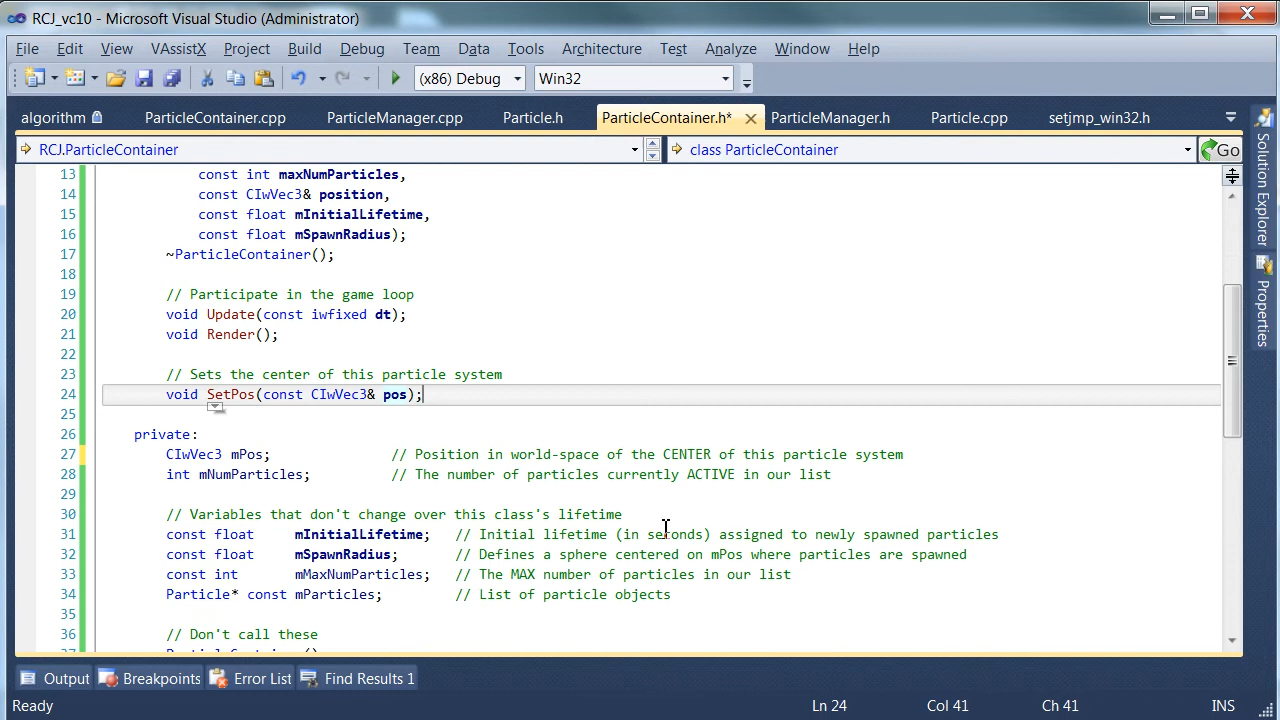 RCJ_vc10 - Microsoft Visual Studio (Administrator)
File Edit View VAssistX Project Build Debug Team Data Tools Architecture Test Analyze Window Help
(x86) Debug Win32
algorithm ParticleContainer.cpp ParticleManager.cpp Particle.h ParticleContainer.h* ParticleManager.h Particle.cpp setjmp_win32.h
RCJ.ParticleContainer class ParticleContainer Go
13 const int maxNumParticles,
14 const CIwVec3& position,
15 const float mInitialLifetime,
16 const float mSpawnRadius);
17 ~ParticleContainer();
18
19 // Participate in the game loop
20 void Update(const iwfixed dt);
21 void Render();
22
23 // Sets the center of this particle system
24 void SetPos(const CIwVec3& pos);
25
26 private:
27 CIwVec3 mPos; // Position in world-space of the CENTER of this particle system
28 int mNumParticles; // The number of particles currently ACTIVE in our list
29
30 // Variables that don't change over this class's lifetime
31 const float mInitialLifetime; // Initial lifetime (in seconds) assigned to newly spawned particles
32 const float mSpawnRadius; // Defines a sphere centered on mPos where particles are spawned
33 const int mMaxNumParticles; // The MAX number of particles in our list
34 Particle* const mParticles; // List of particle objects
35
36 // Don't call these
Solution Explorer
Properties
Output Breakpoints Error List Find Results 1
Ready Ln 24 Col 41 Ch 41 INS